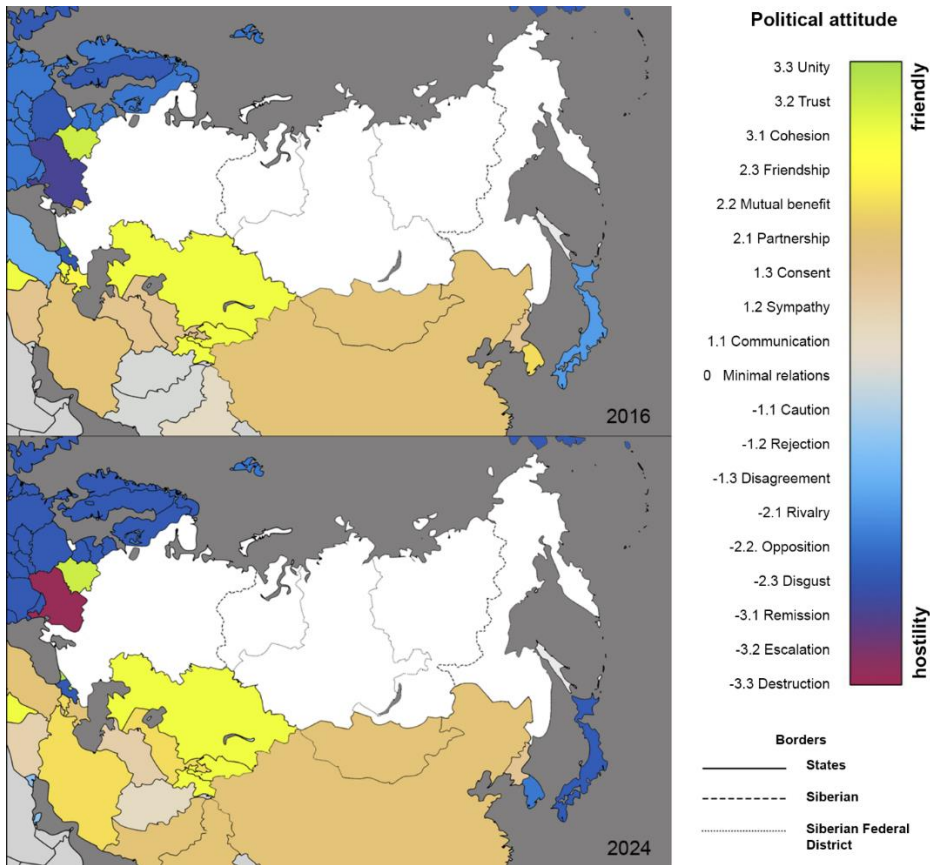 Political attitude
3.3 Unity
3.2 Trust
3.1 Cohesion
2.3 Friendship
2.2 Mutual benefit
2.1 Partnership
1.3 Consent
1.2 Sympathy
1.1 Communication
0 Minimal relations
-1.1 Caution
-1.2 Rejection
-1.3 Disagreement
-2.1 Rivalry
-2.2. Opposition
-2.3 Disgust
-3.1 Remission
-3.2 Escalation
-3.3 Destruction
friendly
hostility
2016
2024
Borders
States
Siberian
Siberian Federal
District